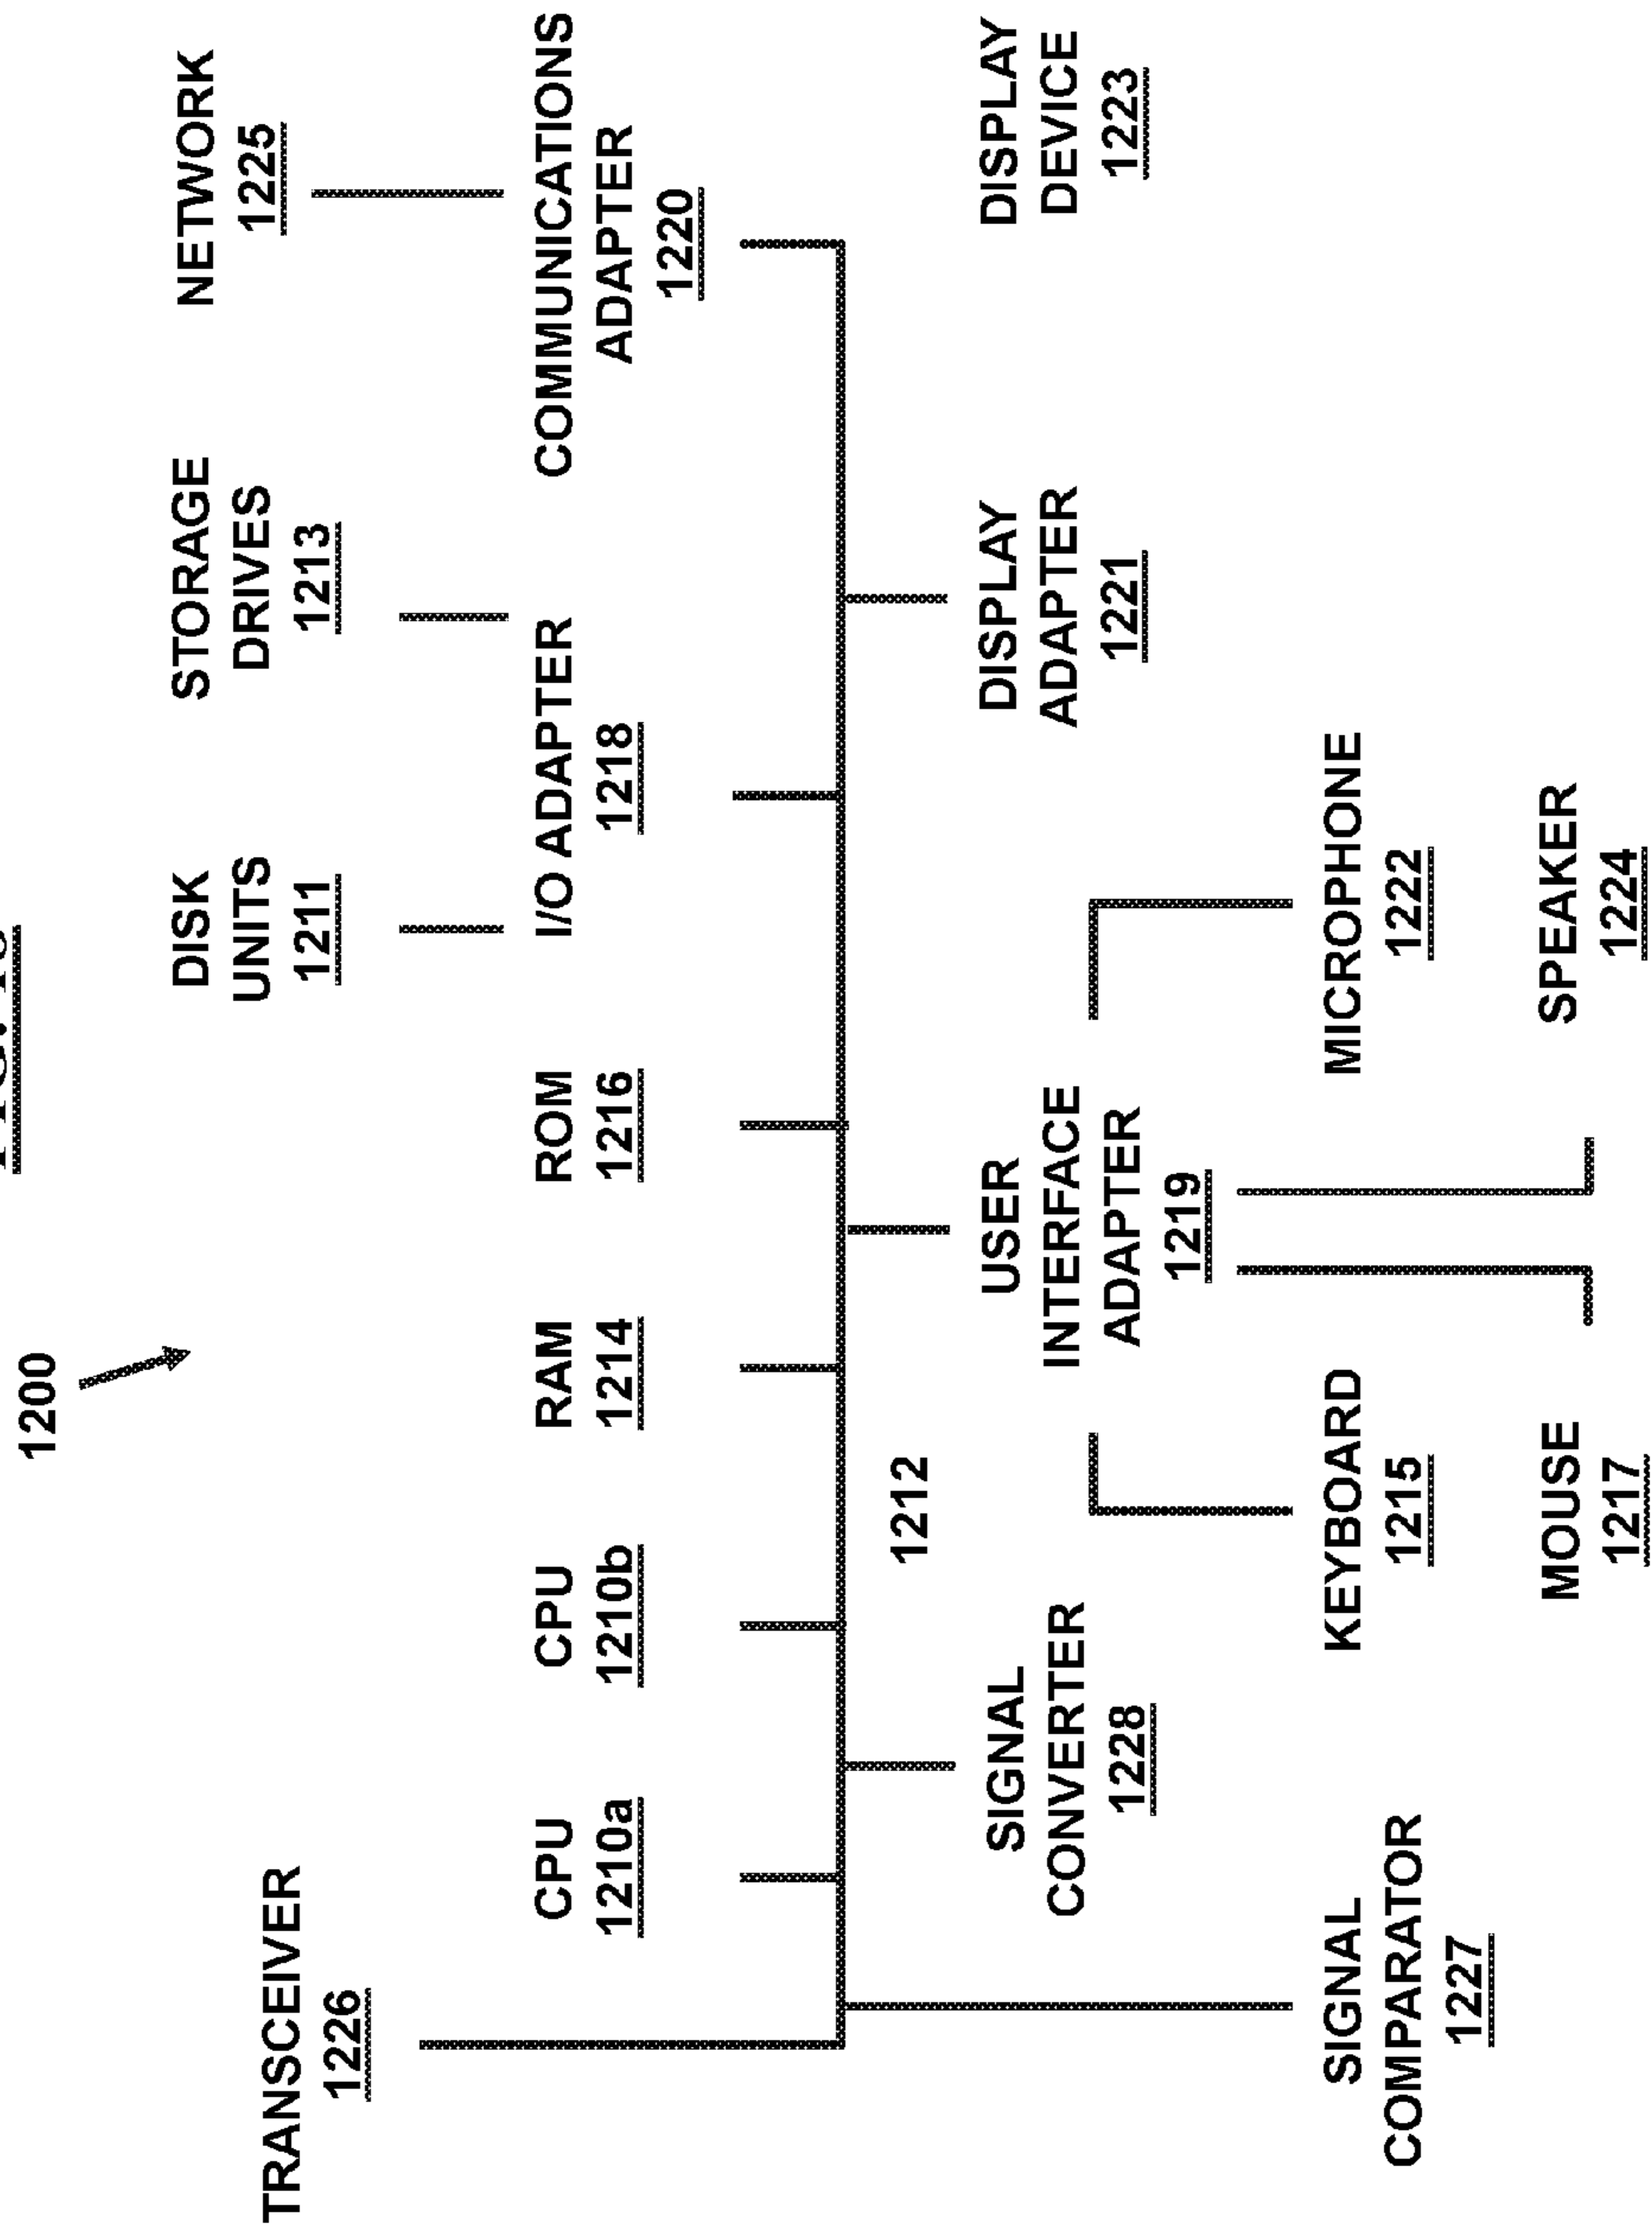 1200
TRANSCEIVER
1226
DISK
UNITS
1211
STORAGE
DRIVES
1213
NETWORK
1225
CPU
1210a
CPU
1210b
RAM
1214
ROM
1216
I/O ADAPTER
1218
COMMUNICATIONS
ADAPTER
1220
1212
SIGNAL
CONVERTER
1228
USER
INTERFACE
ADAPTER
1219
DISPLAY
ADAPTER
1221
DISPLAY
DEVICE
1223
SIGNAL
COMPARATOR
1227
KEYBOARD
1215
MICROPHONE
1222
MOUSE
1217
SPEAKER
1224